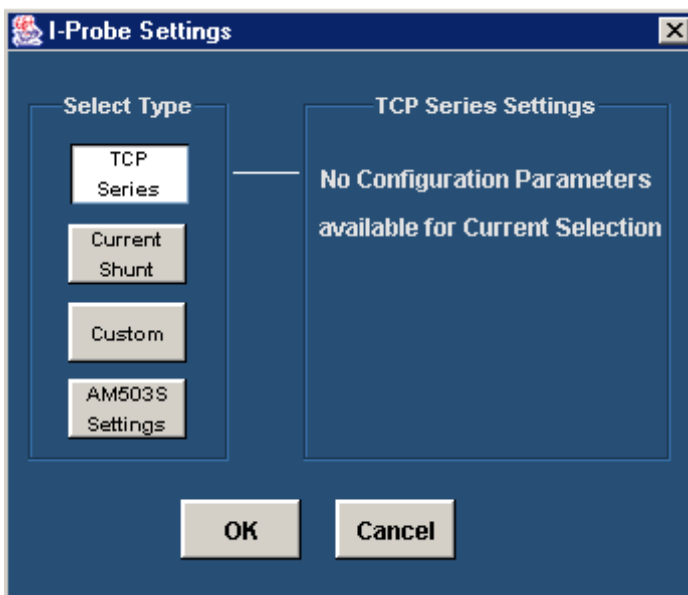 I-Probe Settings
Select Type
TCP
Series
Current
Shunt
Custom
AM503S
Settings
TCP Series Settings
No Configuration Parameters
available for Current Selection
OK
Cancel